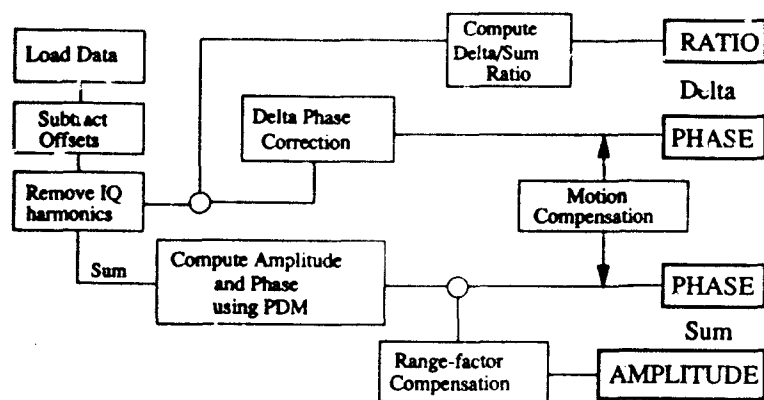 Load Data
Subtract
Offsets
Remove IQ
harmonics
Sum
Compute
Delta/Sum
Ratio
RATIO
Delta
Delta Phase
Correction
PHASE
Motion
Compensation
Compute Amplitude
and Phase
using PDM
PHASE
Sum
Range-factor
Compensation
AMPLITUDE